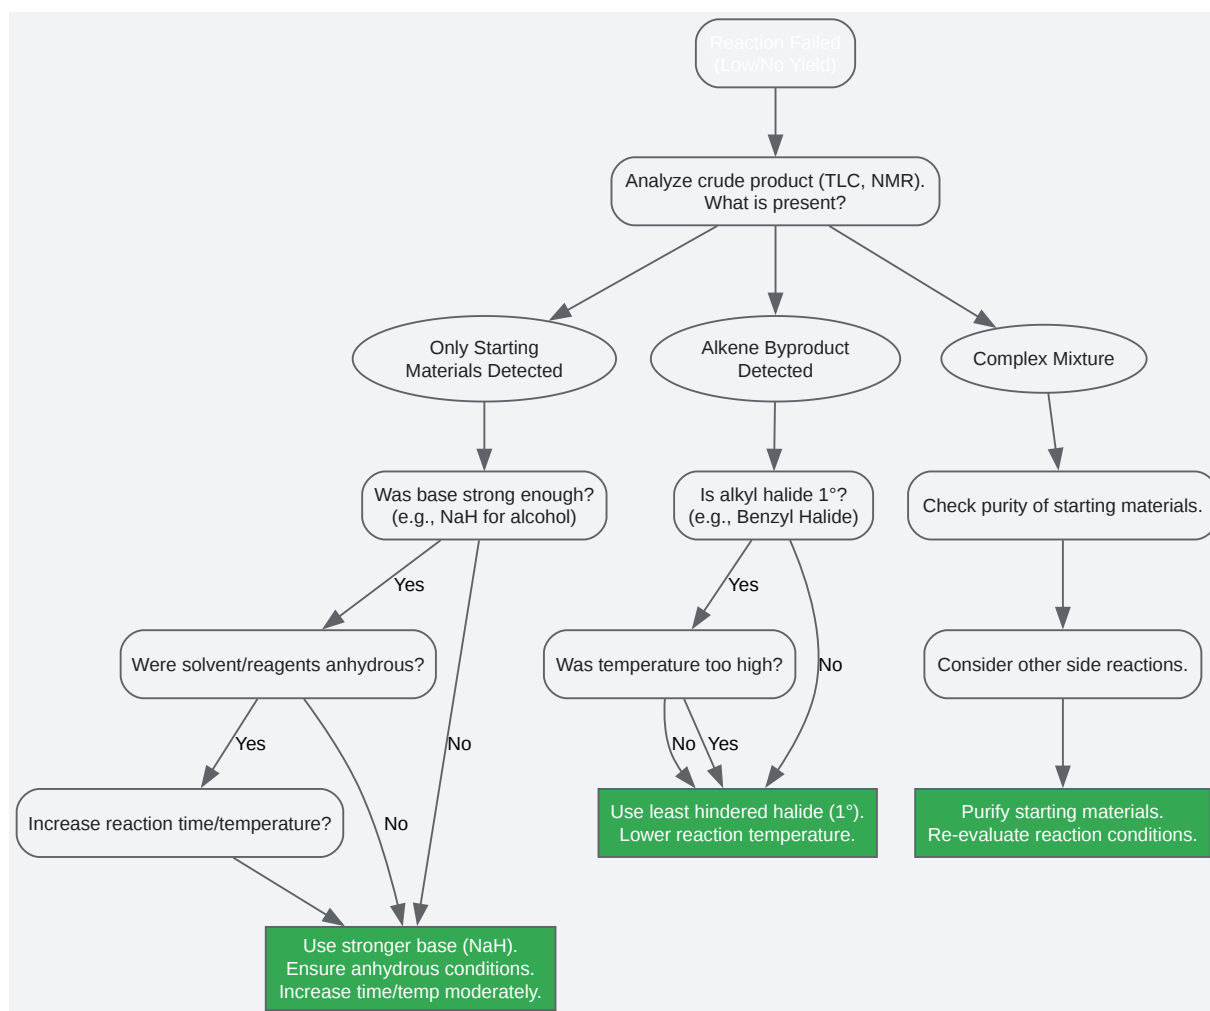 Reaction Failed
(Low/No Yield)
Analyze crude product (TLC, NMR).
What is present?
Only Starting
Materials Detected
Alkene Byproduct
Detected
Complex Mixture
Was base strong enough?
(e.g., NaH for alcohol)
Is alkyl halide 1°?
(e.g., Benzyl Halide)
Check purity of starting materials.
Yes
Yes
Were solvent/reagents anhydrous?
Was temperature too high?
No
Consider other side reactions.
Yes
No
No
Yes
Increase reaction time/temperature?
No
Use least hindered halide (1°).
Lower reaction temperature.
Purify starting materials.
Re-evaluate reaction conditions.
Use stronger base (NaH).
Ensure anhydrous conditions.
Increase time/temp moderately.